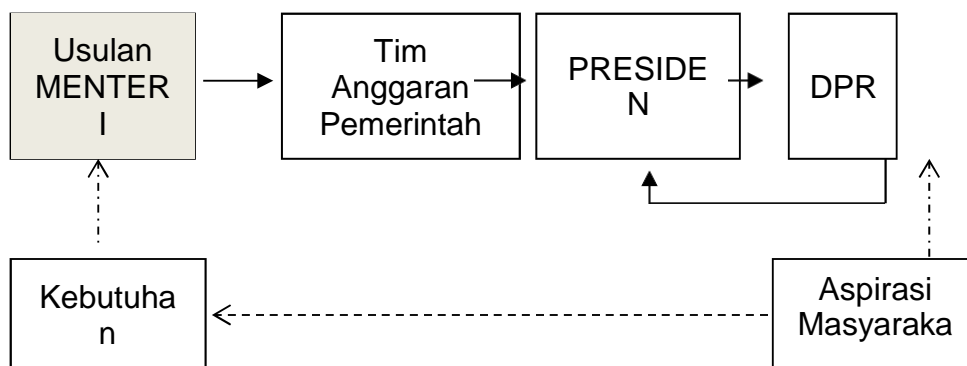 Usulan
MENTER
I
Tim
Anggaran
Pemerintah
PRESIDE
N
DPR
Kebutuha
n
Aspirasi
Masyaraka